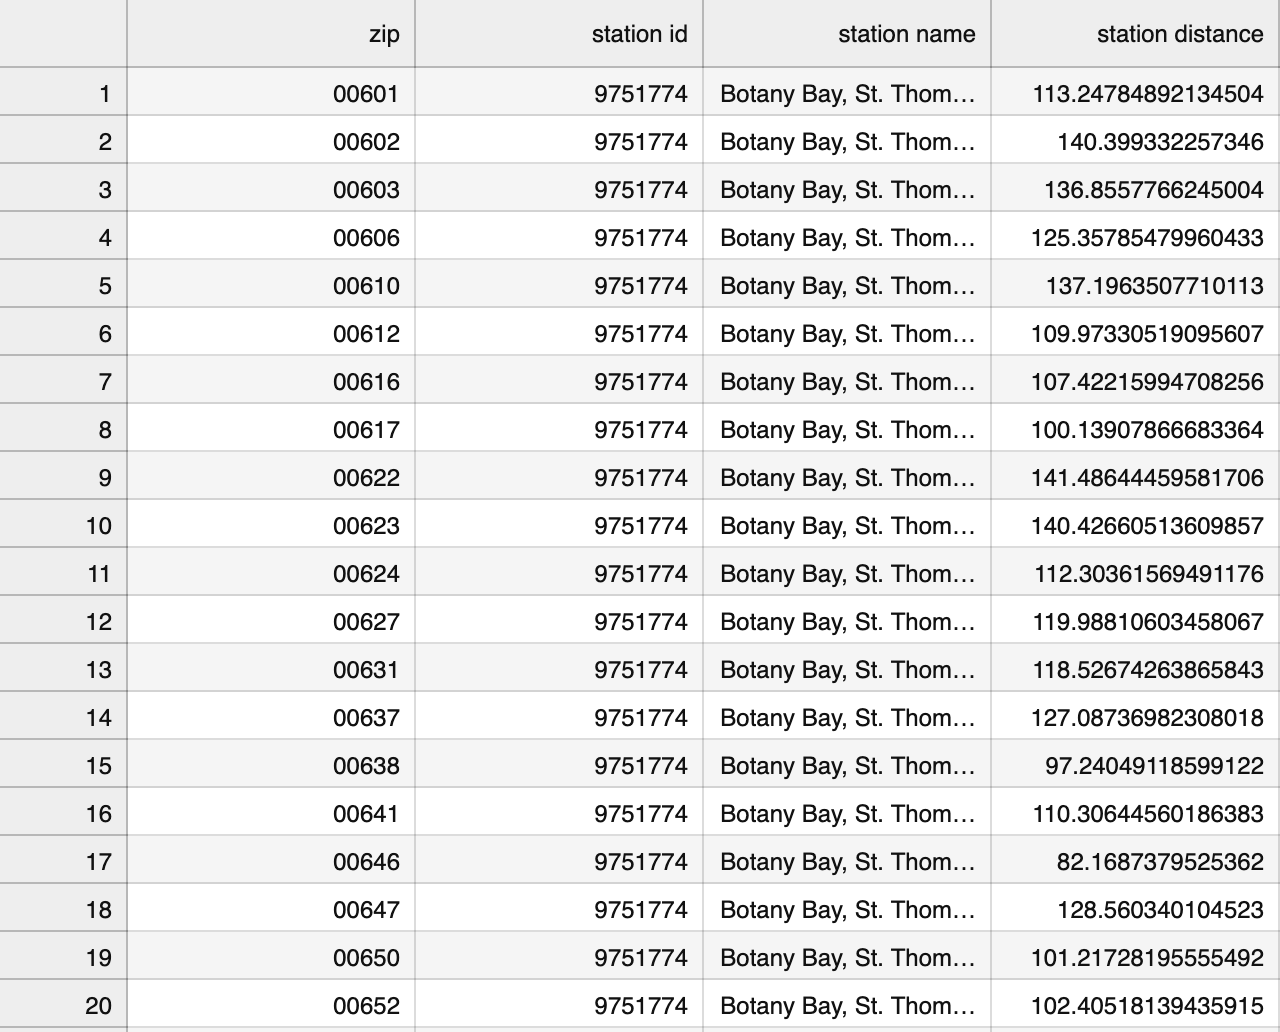 zip station id station name station distance
1 00601 9751774 Botany Bay, St. Thom… 113.24784892134504
2 00602 9751774 Botany Bay, St. Thom… 140.399332257346
3 00603 9751774 Botany Bay, St. Thom… 136.8557766245004
4 00606 9751774 Botany Bay, St. Thom… 125.35785479960433
5 00610 9751774 Botany Bay, St. Thom… 137.1963507710113
6 00612 9751774 Botany Bay, St. Thom… 109.97330519095607
7 00616 9751774 Botany Bay, St. Thom… 107.42215994708256
8 00617 9751774 Botany Bay, St. Thom… 100.13907866683364
9 00622 9751774 Botany Bay, St. Thom… 141.48644459581706
10 00623 9751774 Botany Bay, St. Thom… 140.42660513609857
11 00624 9751774 Botany Bay, St. Thom… 112.30361569491176
12 00627 9751774 Botany Bay, St. Thom… 119.98810603458067
13 00631 9751774 Botany Bay, St. Thom… 118.52674263865843
14 00637 9751774 Botany Bay, St. Thom… 127.08736982308018
15 00638 9751774 Botany Bay, St. Thom… 97.24049118599122
16 00641 9751774 Botany Bay, St. Thom… 110.30644560186383
17 00646 9751774 Botany Bay, St. Thom… 82.1687379525362
18 00647 9751774 Botany Bay, St. Thom… 128.560340104523
19 00650 9751774 Botany Bay, St. Thom… 101.21728195555492
20 00652 9751774 Botany Bay, St. Thom… 102.40518139435915